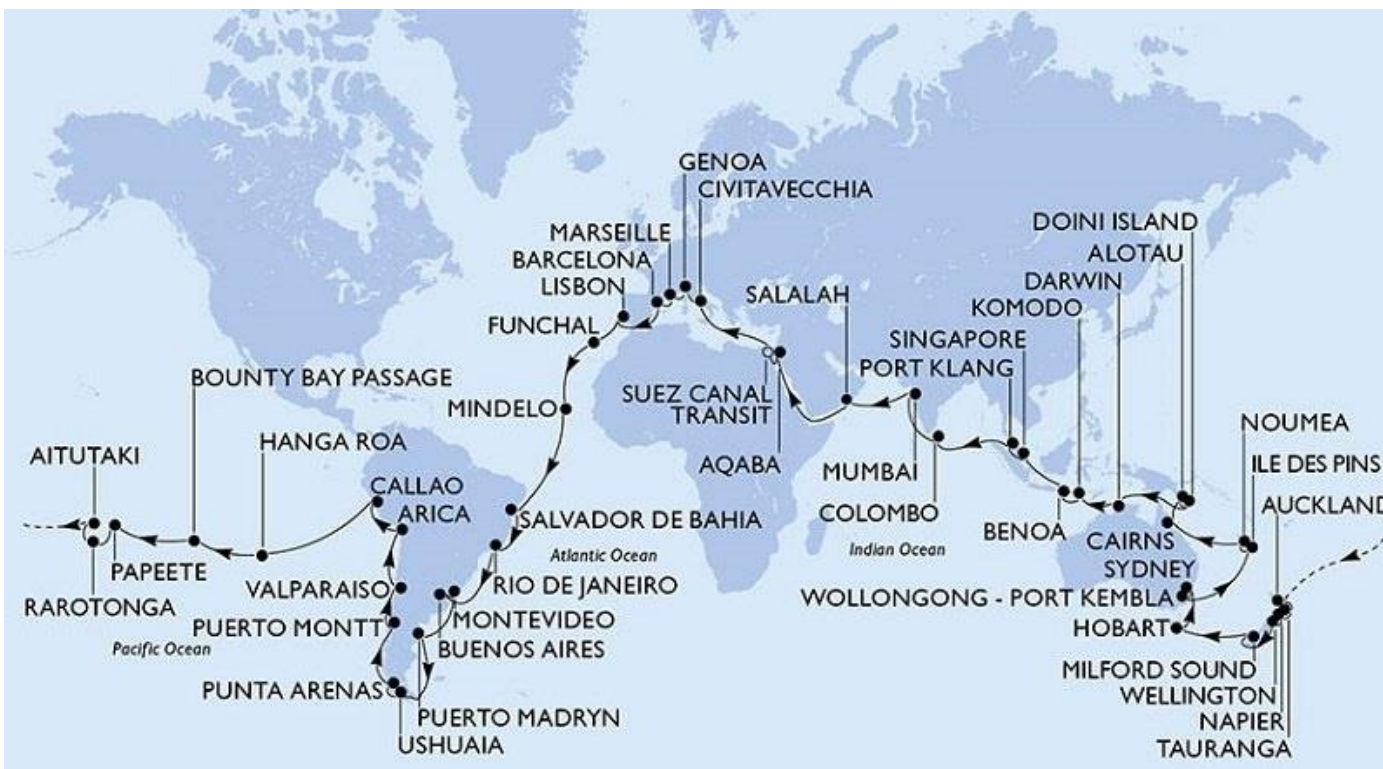 GENOA
CIVITAVECCHIA
MARSEILLE
BARCELONA
LISBON
FUNCHAL
MINDELO
DOINI ISLAND
ALOTAU
DARWIN
KOMODO
SALALAH
SINGAPORE
PORT KLANG
SUEZ CANAL
TRANSIT
AQABA
MUMBAI
COLOMBO
Indian Ocean
BENOA
NOUMEA
ILE DES PINS
AUCKLAND
CAIRNS
SYDNEY
WOLLONGONG - PORT KEMBLA
HOBART
MILFORD SOUND
WELLINGTON
NAPIER
TAURANGA
BOUNTY BAY PASSAGE
HANGA ROA
AITUTAKI
PAPEETE
RAROTONGA
Pacific Ocean
CALLAO
ARICA
VALPARAISO
PUERTO MONTT
PUNTA ARENAS
SALVADOR DE BAHIA
Atlantic Ocean
RIO DE JANEIRO
MONTEVIDEO
BUENOS AIRES
PUERTO MADRYN
USHUAIA